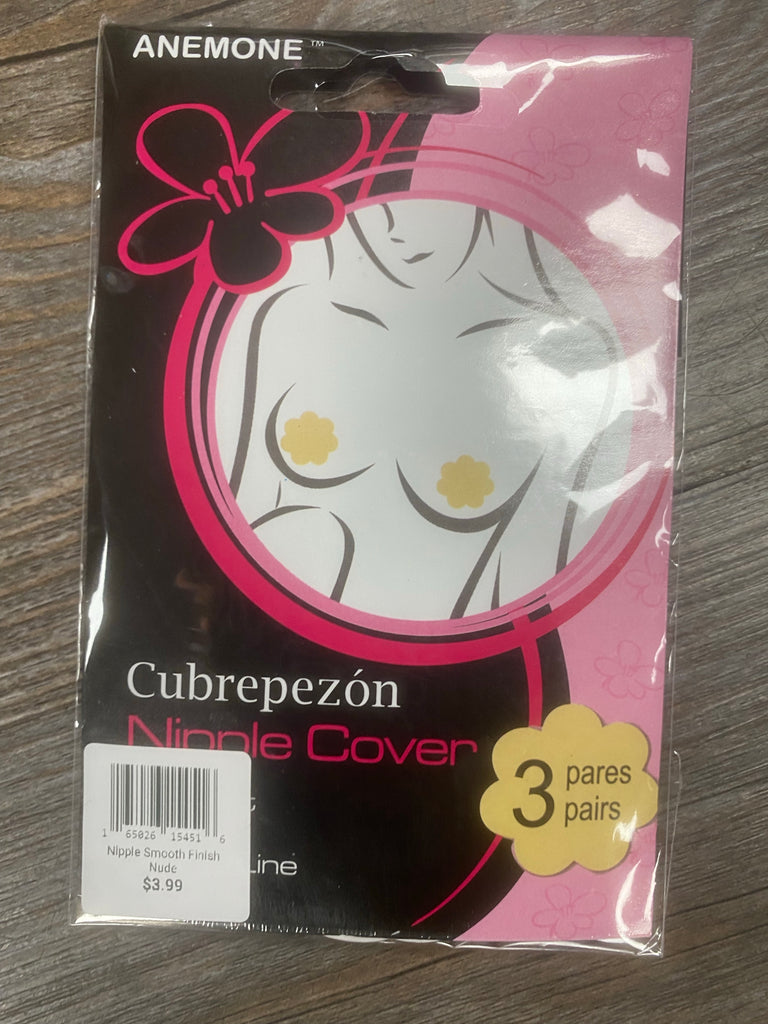 ANEMONE™
Cubrepezón
Nipple Cover
3 pares
pairs
1 65026 15451 6
Nipple Smooth Finish
Nude
$3.99
Line